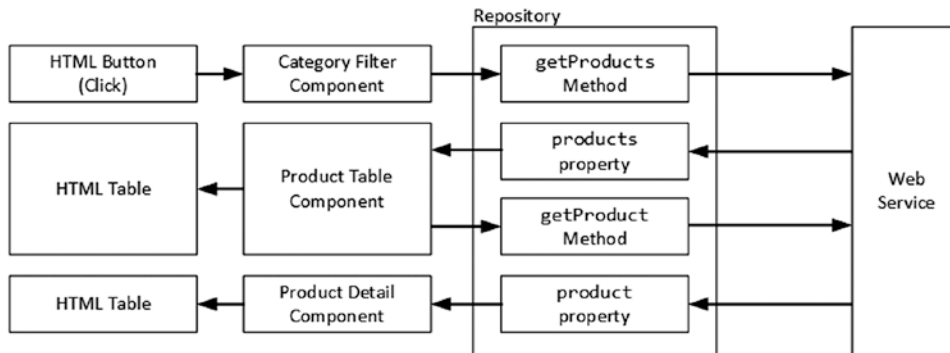 Repository
HTML Button
(Click)
Category Filter
Component
getProducts
Method
HTML Table
Product Table
Component
products
property
getProduct
Method
Web
Service
HTML Table
Product Detail
Component
product
property